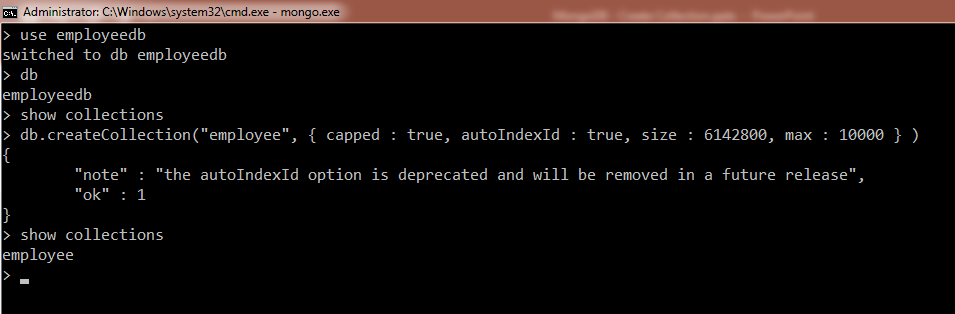 Administrator: C:\Windows\system32\cmd.exe - mongo.exe
> use employeedb
switched to db employeedb
> db
employeedb
> show collections
> db.createCollection("employee", { capped : true, autoIndexId : true, size : 6142800, max : 10000 } )
{
        "note" : "the autoIndexId option is deprecated and will be removed in a future release",
        "ok" : 1
}
> show collections
employee
>